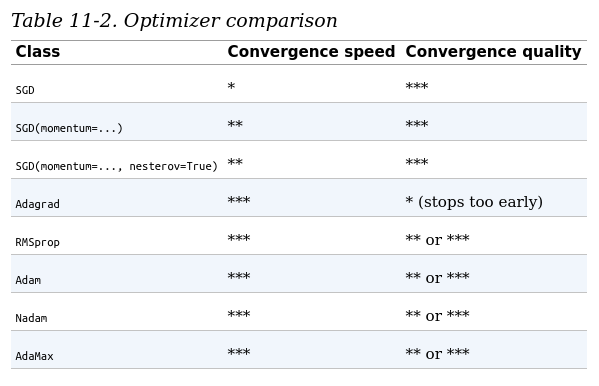 Table 11-2. Optimizer comparison
Class Convergence speed Convergence quality
SGD * ***
SGD(momentum=...) ** ***
SGD(momentum=..., nesterov=True) ** ***
Adagrad *** * (stops too early)
RMSprop *** ** or ***
Adam *** ** or ***
Nadam *** ** or ***
AdaMax *** ** or ***